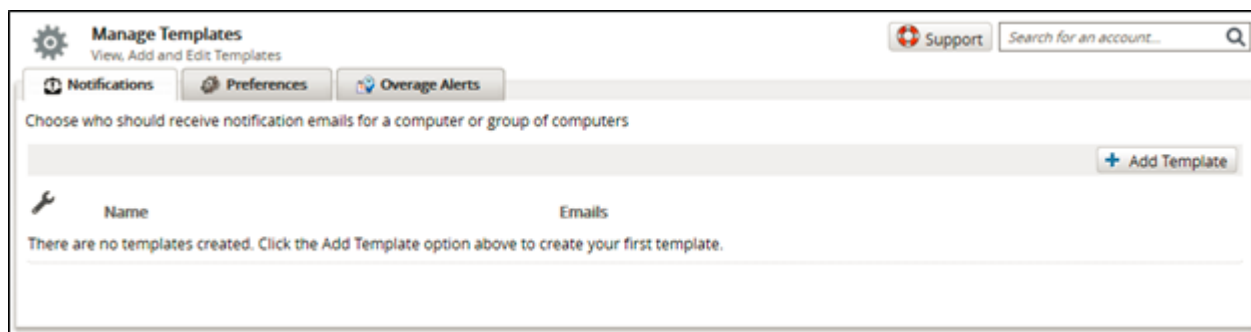 Manage Templates
View, Add and Edit Templates
Support
Search for an account...
Notifications
Preferences
Overage Alerts
Choose who should receive notification emails for a computer or group of computers
+ Add Template
Name
Emails
There are no templates created. Click the Add Template option above to create your first template.